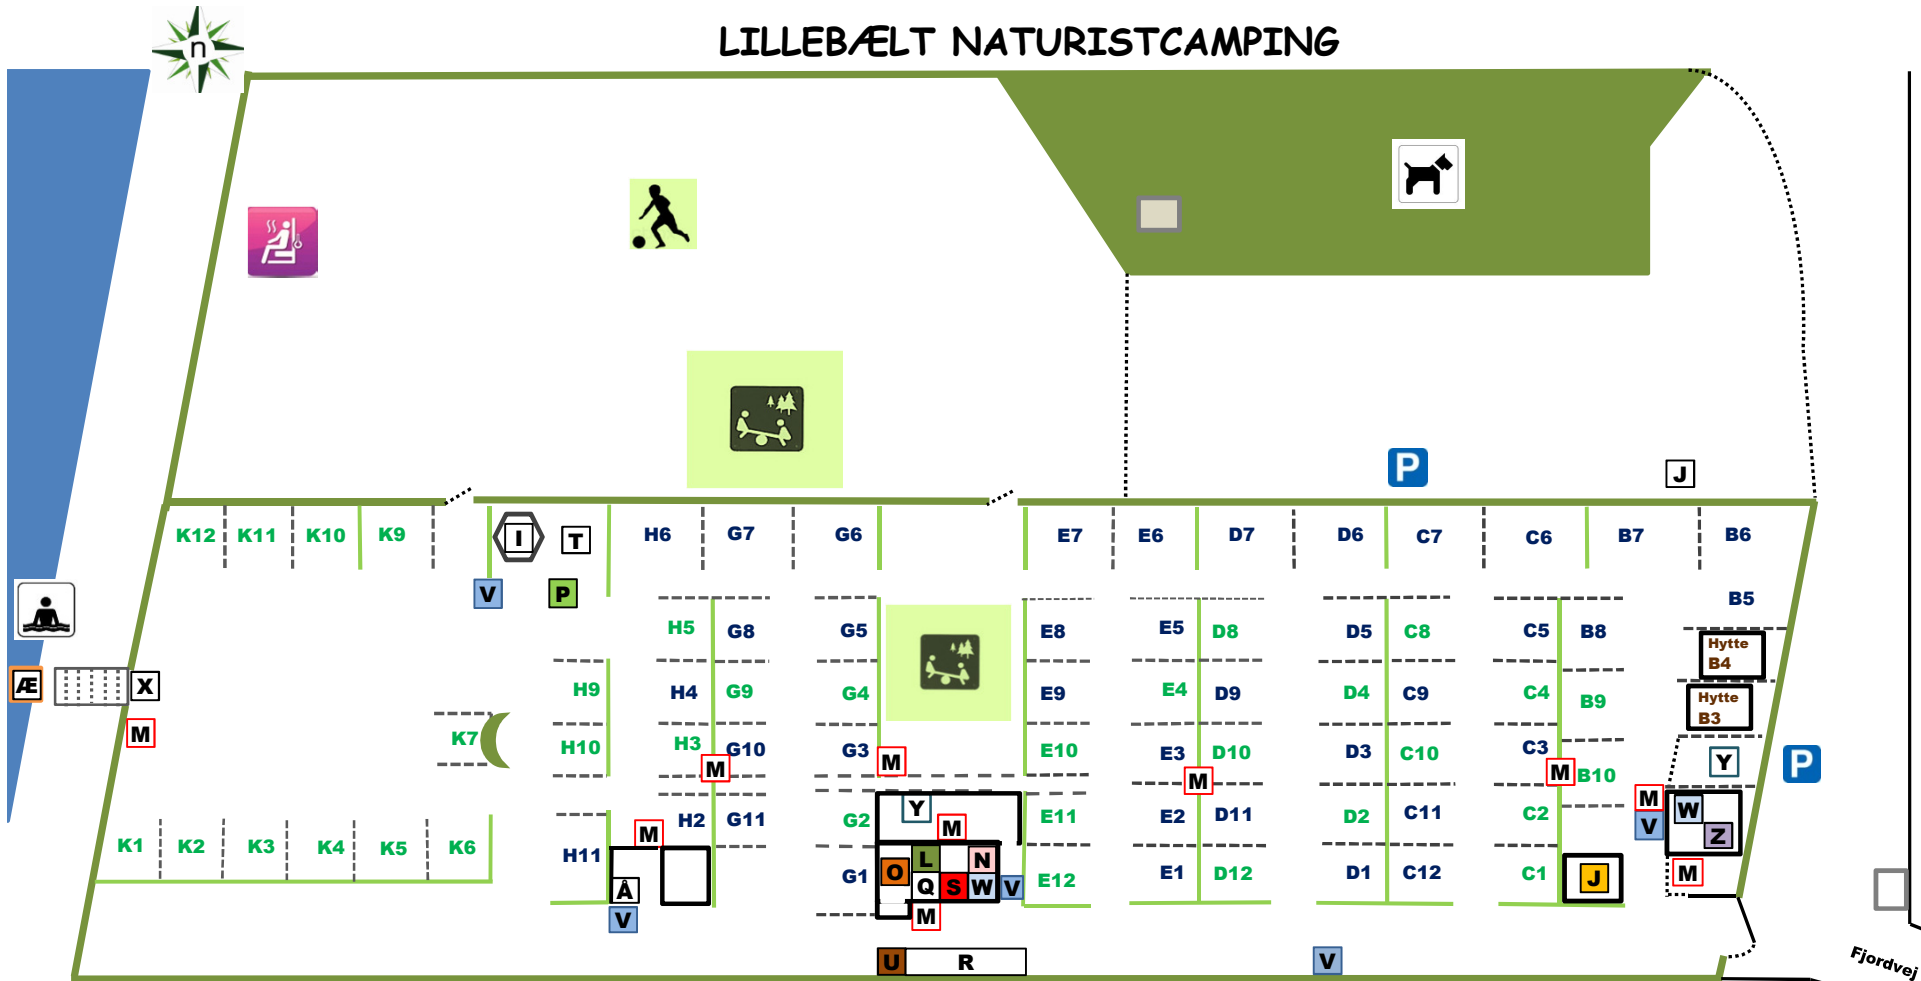 n
LILLEBÆLT NATURISTCAMPING
P
J
K12 K11 K10 K9 I T H6 G7 G6 E7 E6 D7 D6 C7 C6 B7 B6
V P B5
H5 G8 G5 E8 E5 D8 D5 C8 C5 B8
Hytte
B4
Æ X H9 H4 G9 G4 E9 E4 D9 D4 C9 C4 B9
Hytte
B3
M K7 H10 H3 G10 G3 M E10 E3 D10 D3 C10 C3
M M M B10 Y P
K1 K2 K3 K4 K5 K6 M H2 G11 G2 Y M E11 E2 D11 D2 C11 C2 M V W Z
H11 Å G1 O L N Q S W V E12 E1 D12 D1 C12 C1 J M
V M
U R V
Fjordvej